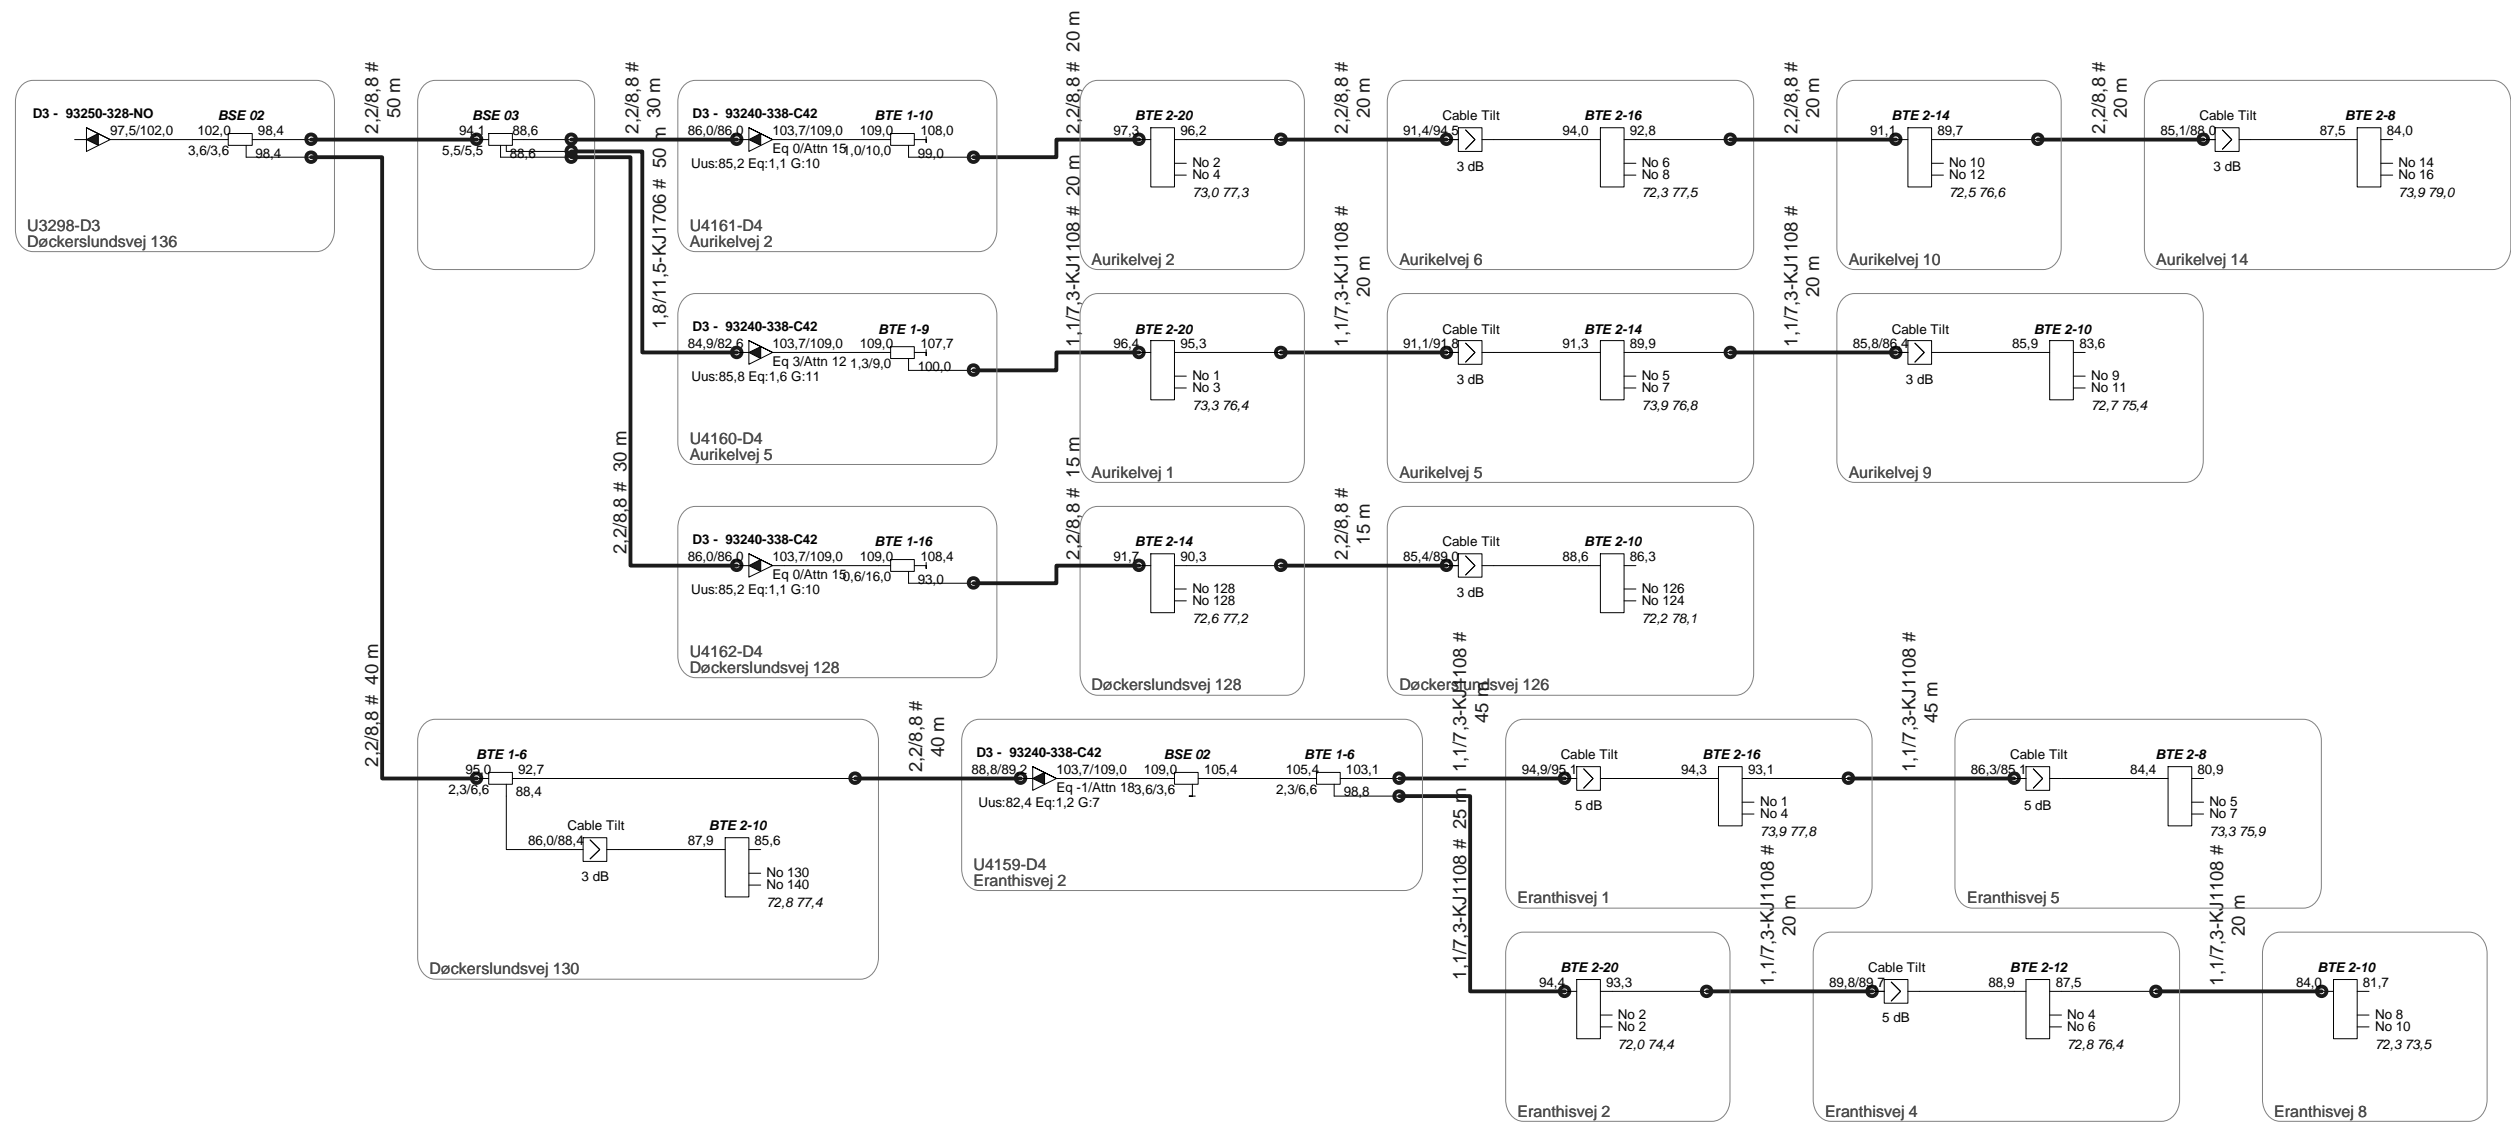 2,2/8,8 #
50 m
2,2/8,8 #
30 m
2,2/8,8 # 20 m
2,2/8,8 #
20 m
2,2/8,8 #
20 m
2,2/8,8 #
20 m
D3 - 93250-328-NO
97,5/102,0
BSE 02
102,0
98,4
3,6/3,6
98,4
U3298-D3
Døckerslundsvej 136
BSE 03
94,1
88,6
5,5/5,5
88,6
D3 - 93240-338-C42
86,0/86,0
103,7/109,0
Eq 0/Attn 15
Uus:85,2 Eq:1,1 G:10
BTE 1-10
109,0
108,0
1,0/10,0
99,0
U4161-D4
Aurikelvej 2
BTE 2-20
97,3
96,2
No 2
No 4
73,0 77,3
Aurikelvej 2
Cable Tilt
91,4/94,5
3 dB
BTE 2-16
94,0
92,8
No 6
No 8
72,3 77,5
Aurikelvej 6
BTE 2-14
91,1
89,7
No 10
No 12
72,5 76,6
Aurikelvej 10
Cable Tilt
85,1/88,0
3 dB
BTE 2-8
87,5
84,0
No 14
No 16
73,9 79,0
Aurikelvej 14
1,8/11,5-KJ1706 # 50 m
1,1/7,3-KJ1108 # 20 m
1,1/7,3-KJ1108 #
20 m
1,1/7,3-KJ1108 #
20 m
D3 - 93240-338-C42
84,9/82,6
103,7/109,0
Eq 3/Attn 12
Uus:85,8 Eq:1,6 G:11
BTE 1-9
109,0
107,7
1,3/9,0
100,0
U4160-D4
Aurikelvej 5
BTE 2-20
96,4
95,3
No 1
No 3
73,3 76,4
Aurikelvej 1
Cable Tilt
91,1/91,8
3 dB
BTE 2-14
91,3
89,9
No 5
No 7
73,9 76,8
Aurikelvej 5
Cable Tilt
85,8/86,4
3 dB
BTE 2-10
85,9
83,6
No 9
No 11
72,7 75,4
Aurikelvej 9
2,2/8,8 # 30 m
2,2/8,8 # 15 m
2,2/8,8 #
15 m
D3 - 93240-338-C42
86,0/86,0
103,7/109,0
Eq 0/Attn 15
Uus:85,2 Eq:1,1 G:10
BTE 1-16
109,0
108,4
0,6/16,0
93,0
U4162-D4
Døckerslundsvej 128
BTE 2-14
91,7
90,3
No 128
No 128
72,6 77,2
Døckerslundsvej 128
Cable Tilt
85,4/89,0
3 dB
BTE 2-10
88,6
86,3
No 126
No 124
72,2 78,1
Døckerslundsvej 126
2,2/8,8 # 40 m
2,2/8,8 #
40 m
1,1/7,3-KJ1108 #
45 m
1,1/7,3-KJ1108 #
45 m
BTE 1-6
95,0
92,7
2,3/6,6
88,4
Cable Tilt
86,0/88,4
3 dB
BTE 2-10
87,9
85,6
No 130
No 140
72,8 77,4
Døckerslundsvej 130
D3 - 93240-338-C42
88,8/89,2
103,7/109,0
Eq -1/Attn 18
Uus:82,4 Eq:1,2 G:7
BSE 02
109,0
105,4
3,6/3,6
BTE 1-6
105,4
103,1
2,3/6,6
98,8
U4159-D4
Eranthisvej 2
Cable Tilt
94,9/95,1
5 dB
BTE 2-16
94,3
93,1
No 1
No 4
73,9 77,8
Eranthisvej 1
Cable Tilt
86,3/85,1
5 dB
BTE 2-8
84,4
80,9
No 5
No 7
73,3 75,9
Eranthisvej 5
1,1/7,3-KJ1108 # 25 m
1,1/7,3-KJ1108 #
20 m
1,1/7,3-KJ1108 #
20 m
BTE 2-20
94,4
93,3
No 2
No 2
72,0 74,4
Eranthisvej 2
Cable Tilt
89,8/89,7
5 dB
BTE 2-12
88,9
87,5
No 4
No 6
72,8 76,4
Eranthisvej 4
BTE 2-10
84,0
81,7
No 8
No 10
72,3 73,5
Eranthisvej 8